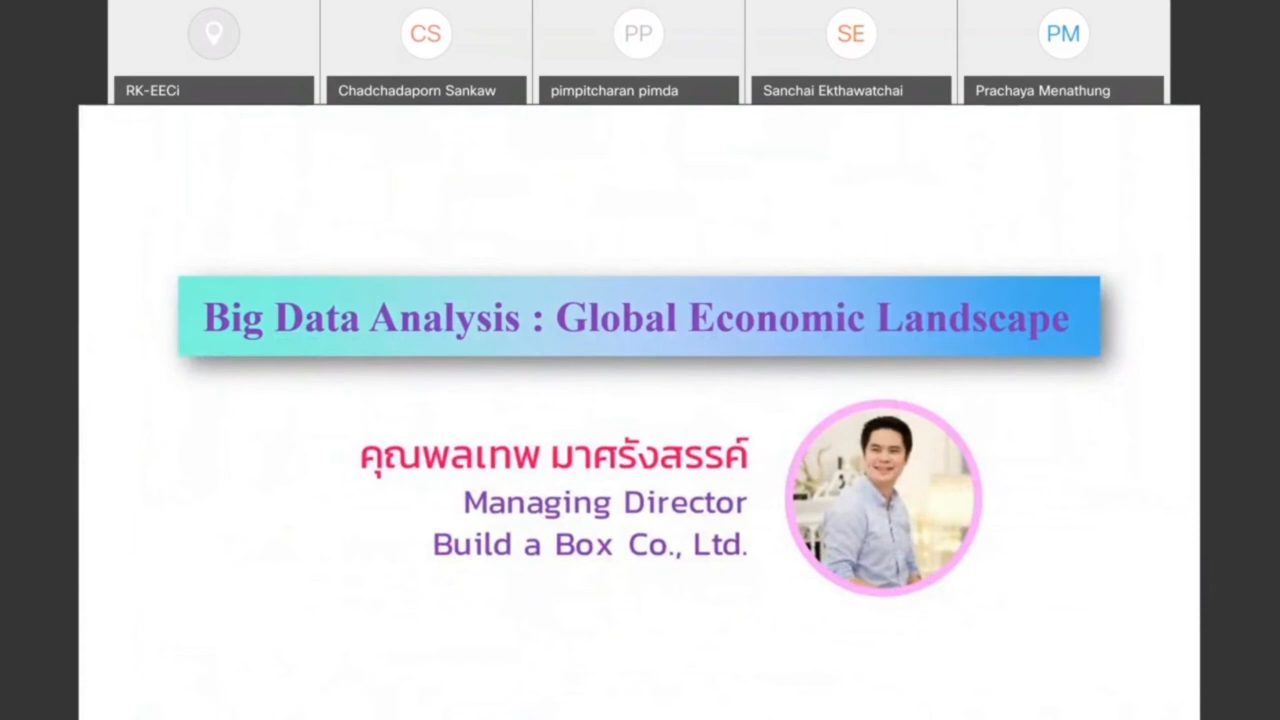 CS
PP
SE
PM
RK-EECi
Chadchadaporn Sankaw
pimpitcharan pimda
Sanchai Ekthawatchai
Prachaya Menathung
Big Data Analysis : Global Economic Landscape
คุณพลเทพ มาศรังสรรค์
Managing Director
Build a Box Co., Ltd.